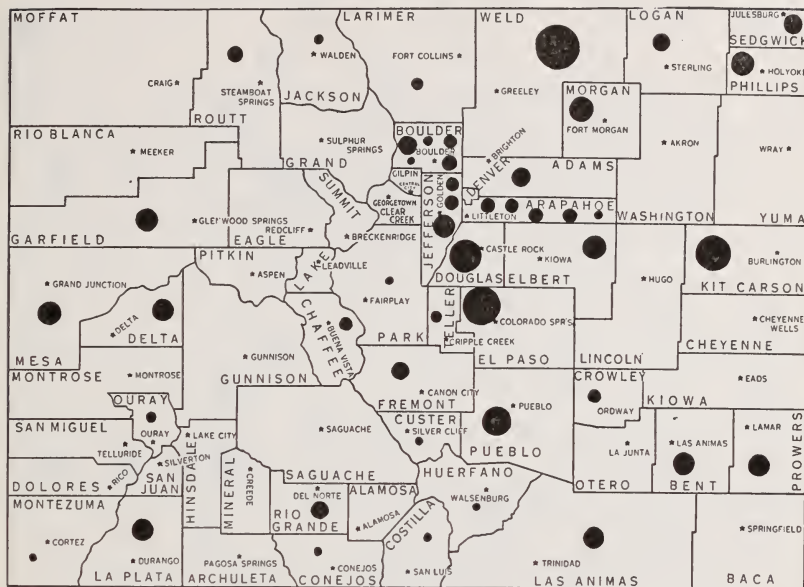 MOFFAT
CRAIG
ROUTT
STEAMBOAT
SPRINGS
LARIMER
WALDEN
JACKSON
FORT COLLINS
WELD
GREELEY
LOGAN
STERLING
JULESBURG
SEDGWICK
HOLYOKE
PHILLIPS
MORGAN
FORT MORGAN
RIO BLANCA
MEEKER
SULPHUR
SPRINGS
GRAND
BOULDER
BOULDER
GILPIN
CENTRAL
CITY
BRIGHTON
ADAMS
DENVER
AKRON
WASHINGTON
WRAY
YUMA
GARFIELD
GLENWOOD SPRINGS
REDCLIFF
EAGLE
SUMMIT
BRECKENRIDGE
GEORGETOWN
CLEAR
CREEK
JEFFERSON
GOLDEN
ARAPAHOE
LITTLETON
PITKIN
ASPEN
LAKE
LEADVILLE
CASTLE ROCK
DOUGLAS
KIOWA
ELBERT
HUGO
LINCOLN
BURLINGTON
KIT CARSON
GRAND JUNCTION
MESA
DELTA
DELTA
FAIRPLAY
PARK
CHAFFEE
BUENA VISTA
TELLER
CRIPPLE CREEK
COLORADO SPR'S
EL PASO
CHEYENNE
WELLS
CHEYENNE
MONTROSE
MONTROSE
GUNNISON
GUNNISON
CANON CITY
FREMONT
CROWLEY
ORDWAY
EADS
KIOWA
OURAY
OURAY
SAN MIGUEL
TELLURIDE
LAKE CITY
SAGUACHE
SAGUACHE
CUSTER
SILVER CLIFF
PUEBLO
PUEBLO
LA JUNTA
OTERO
LAS ANIMAS
BENT
LAMAR
PROWERS
DOLORES
RICO
SILVERTON
SAN
JUAN
HINSDALE
MINERAL
CREEDE
DEL NORTE
RIO
GRANDE
ALAMOSA
ALAMOSA
HUERFANO
WALSENBURG
COSTILLA
MONTEZUMA
CORTEZ
DURANGO
LA PLATA
PAGOSA SPRINGS
ARCHULETA
CONEJOS
CONEJOS
SAN LUIS
TRINIDAD
LAS ANIMAS
SPRINGFIELD
BACA